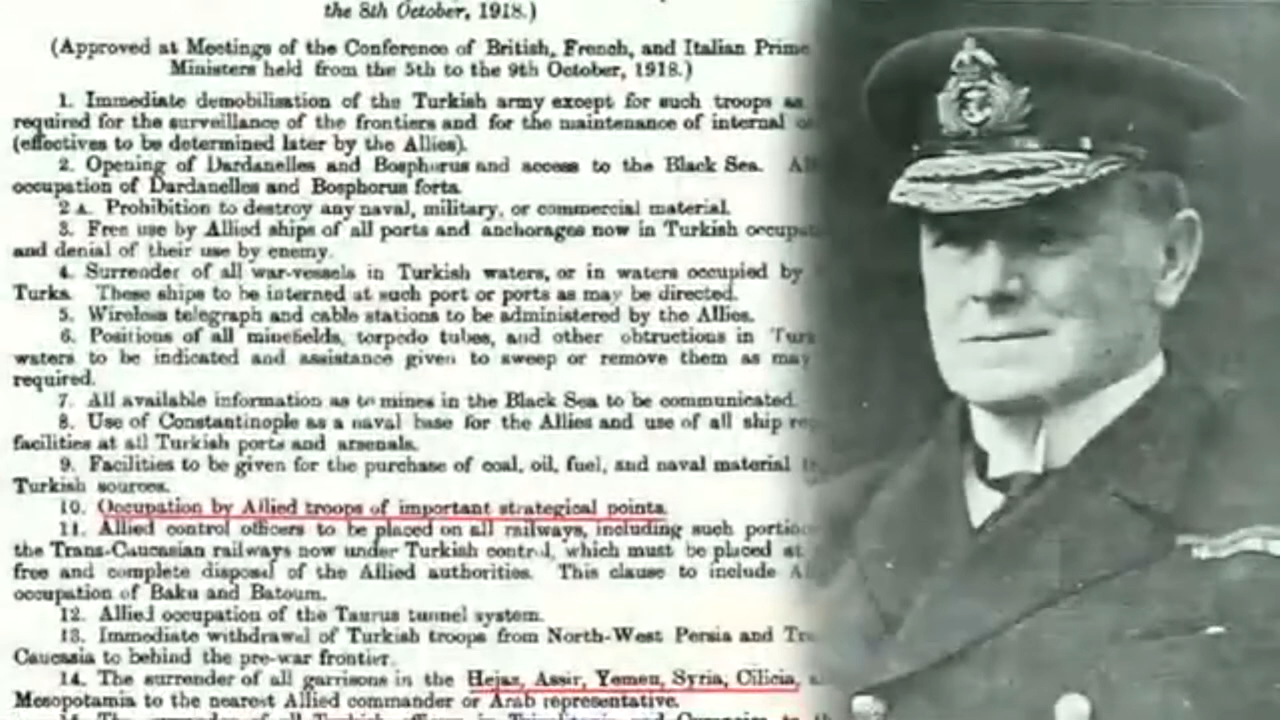 the 8th October, 1918.)
(Approved at Meetings of the Conference of British, French, and Italian Prime
Ministers held from the 5th to the 9th October, 1918.)
1. Immediate demobilisation of the Turkish army except for such troops as
required for the surveillance of the frontiers and for the maintenance of internal
(effectives to be determined later by the Allies).
2. Opening of Dardanelles and Bosphorus and access to the Black Sea.
occupation of Dardanelles and Bosphorus forts.
2 A. Prohibition to destroy any naval, military, or commercial material.
3. Free use by Allied ships of all ports and anchorages now in Turkish
and denial of their use by enemy.
4. Surrender of all war-vessels in Turkish waters, or in waters occupied by
Turks. These ships to be interned at such port or ports as may be directed.
5. Wireless telegraph and cable stations to be administered by the Allies.
6. Positions of all minefields, torpedo tubes, and other obtructions in
waters to be indicated and assistance given to sweep or remove them as may
required.
7. All available information as to mines in the Black Sea to be communicated.
8. Use of Constantinople as a naval base for the Allies and use of all ship
facilities at all Turkish ports and arsenals.
9. Facilities to be given for the purchase of coal, oil, fuel, and naval material
Turkish sources.
10. Occupation by Allied troops of important strategical points.
11. Allied control officers to be placed on all railways, including such
the Trans-Caucasian railways now under Turkish control, which must be placed at
free and complete disposal of the Allied authorities. This clause to include
occupation of Baku and Batoum.
12. Allied occupation of the Taurus tunnel system.
13. Immediate withdrawal of Turkish troops from North-West Persia and
Caucasia to behind the pre-war frontier.
14. The surrender of all garrisons in the Hejaz, Assir, Yemen, Syria, Cilicia,
Mesopotamia to the nearest Allied commander or Arab representative.